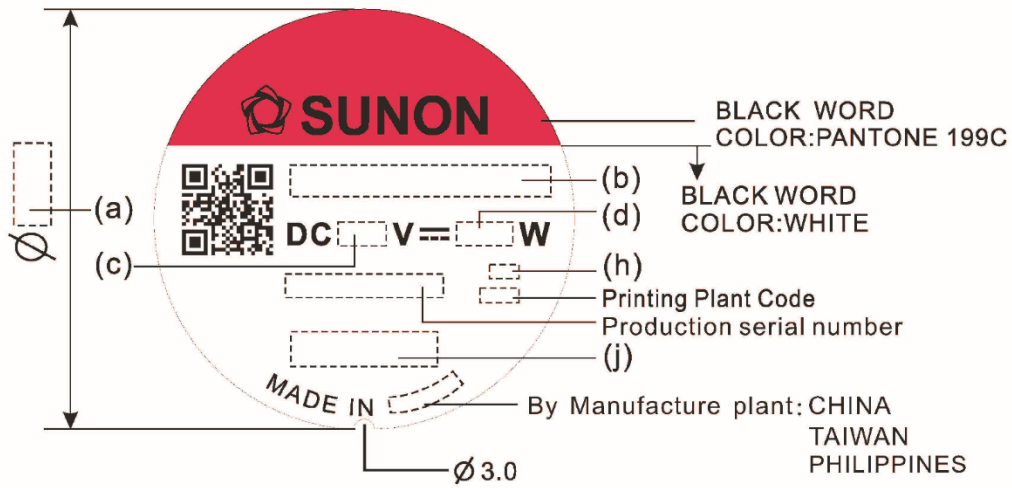 SUNON
BLACK WORD
COLOR:PANTONE 199C
(b)
BLACK WORD
COLOR:WHITE
(a)
(d)
DC V W
Ø
(c)
(h)
Printing Plant Code
Production serial number
(j)
MADE IN
By Manufacture plant: CHINA
TAIWAN
PHILIPPINES
Ø3.0